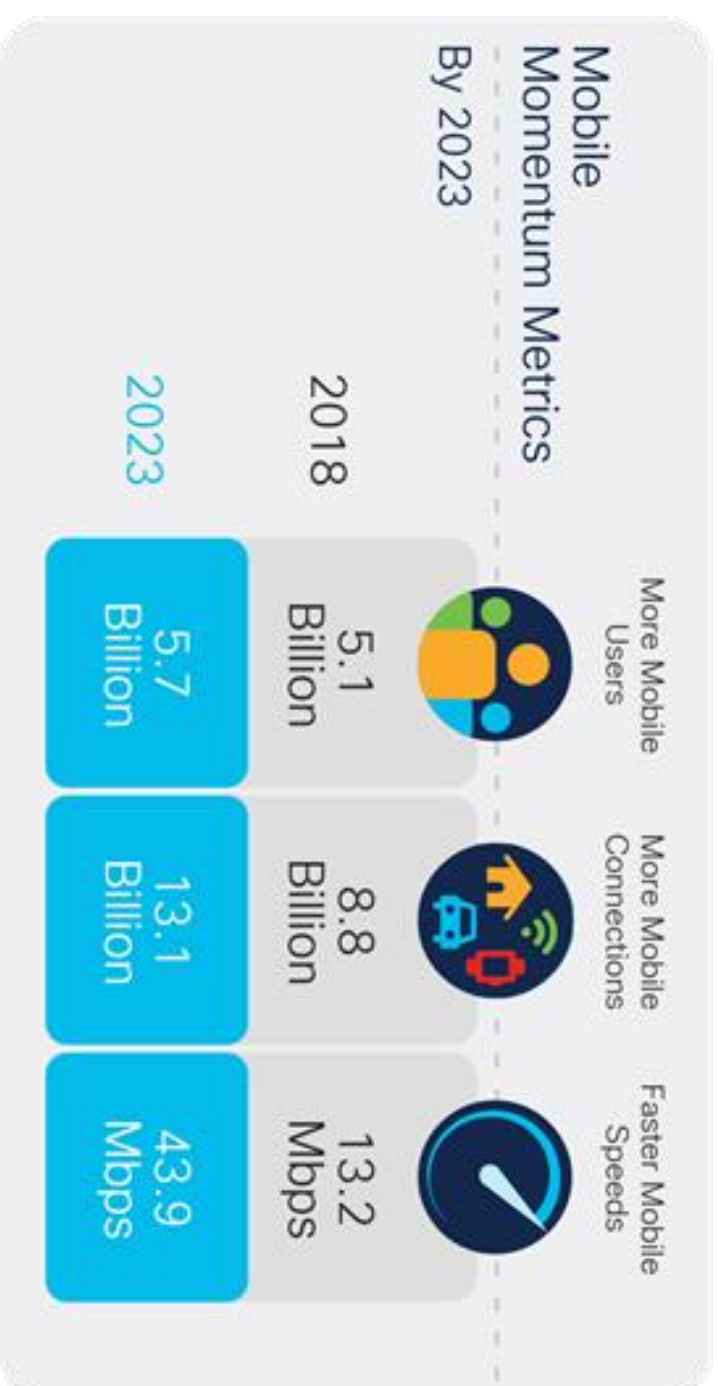 Mobile
Momentum Metrics
By 2023
More Mobile
Users
More Mobile
Connections
Faster Mobile
Speeds
2018
5.1
Billion
8.8
Billion
13.2
Mbps
2023
5.7
Billion
13.1
Billion
43.9
Mbps